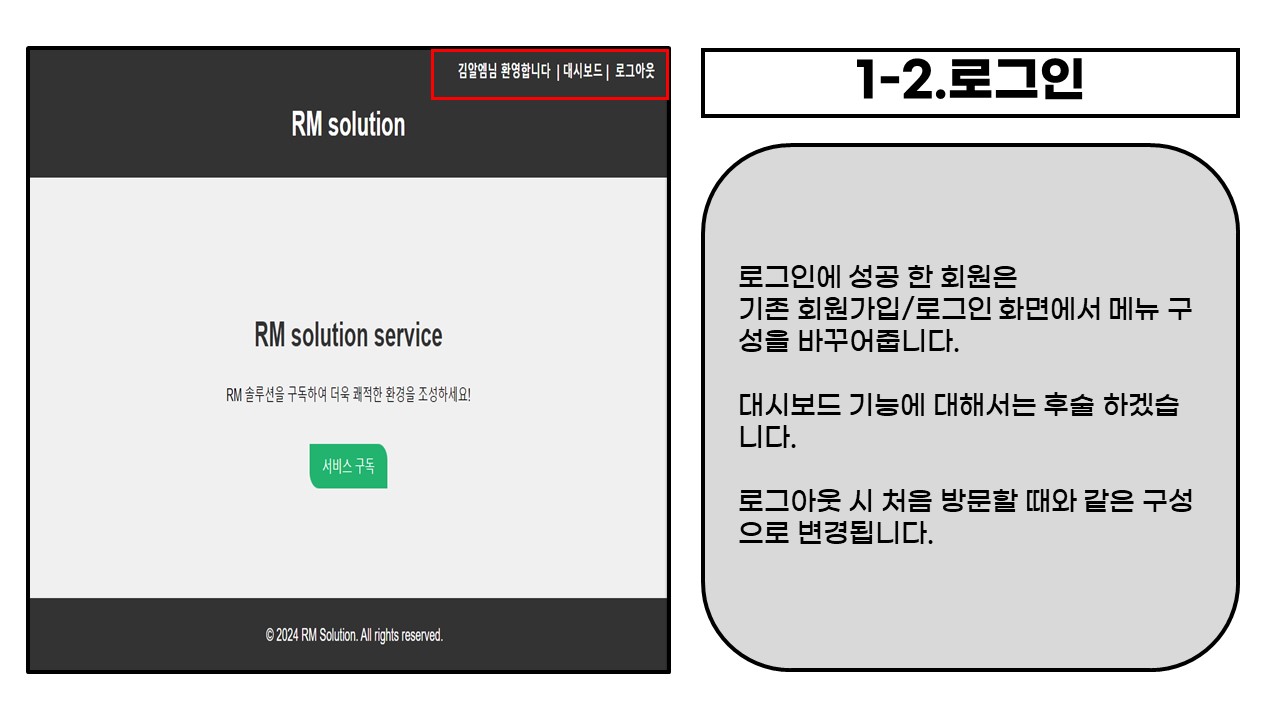 김알엠님 환영합니다 | 대시보드 | 로그아웃
RM solution
RM solution service
RM 솔루션을 구독하여 더욱 쾌적한 환경을 조성하세요!
서비스 구독
© 2024 RM Solution. All rights reserved.
1-2.로그인
로그인에 성공 한 회원은
기존 회원가입/로그인 화면에서 메뉴 구
성을 바꾸어줍니다.
대시보드 기능에 대해서는 후술 하겠습
니다.
로그아웃 시 처음 방문할 때와 같은 구성
으로 변경됩니다.